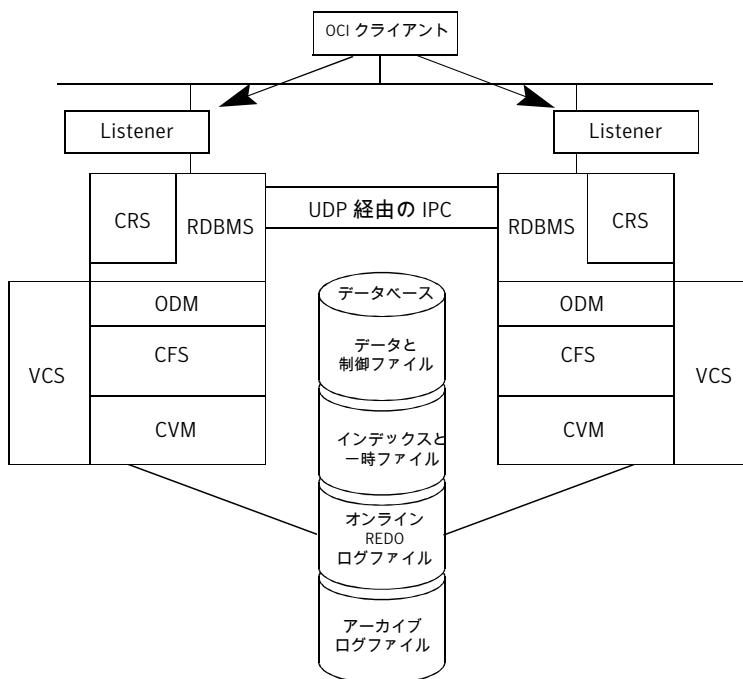 OCI クライアント
Listener
Listener
CRS
RDBMS
UDP 経由の IPC
RDBMS
CRS
VCS
ODM
CFS
CVM
データベース
データと
制御ファイル
インデックスと
一時ファイル
オンライン
REDO
ログファイル
アーカイブ
ログファイル
ODM
CFS
CVM
VCS